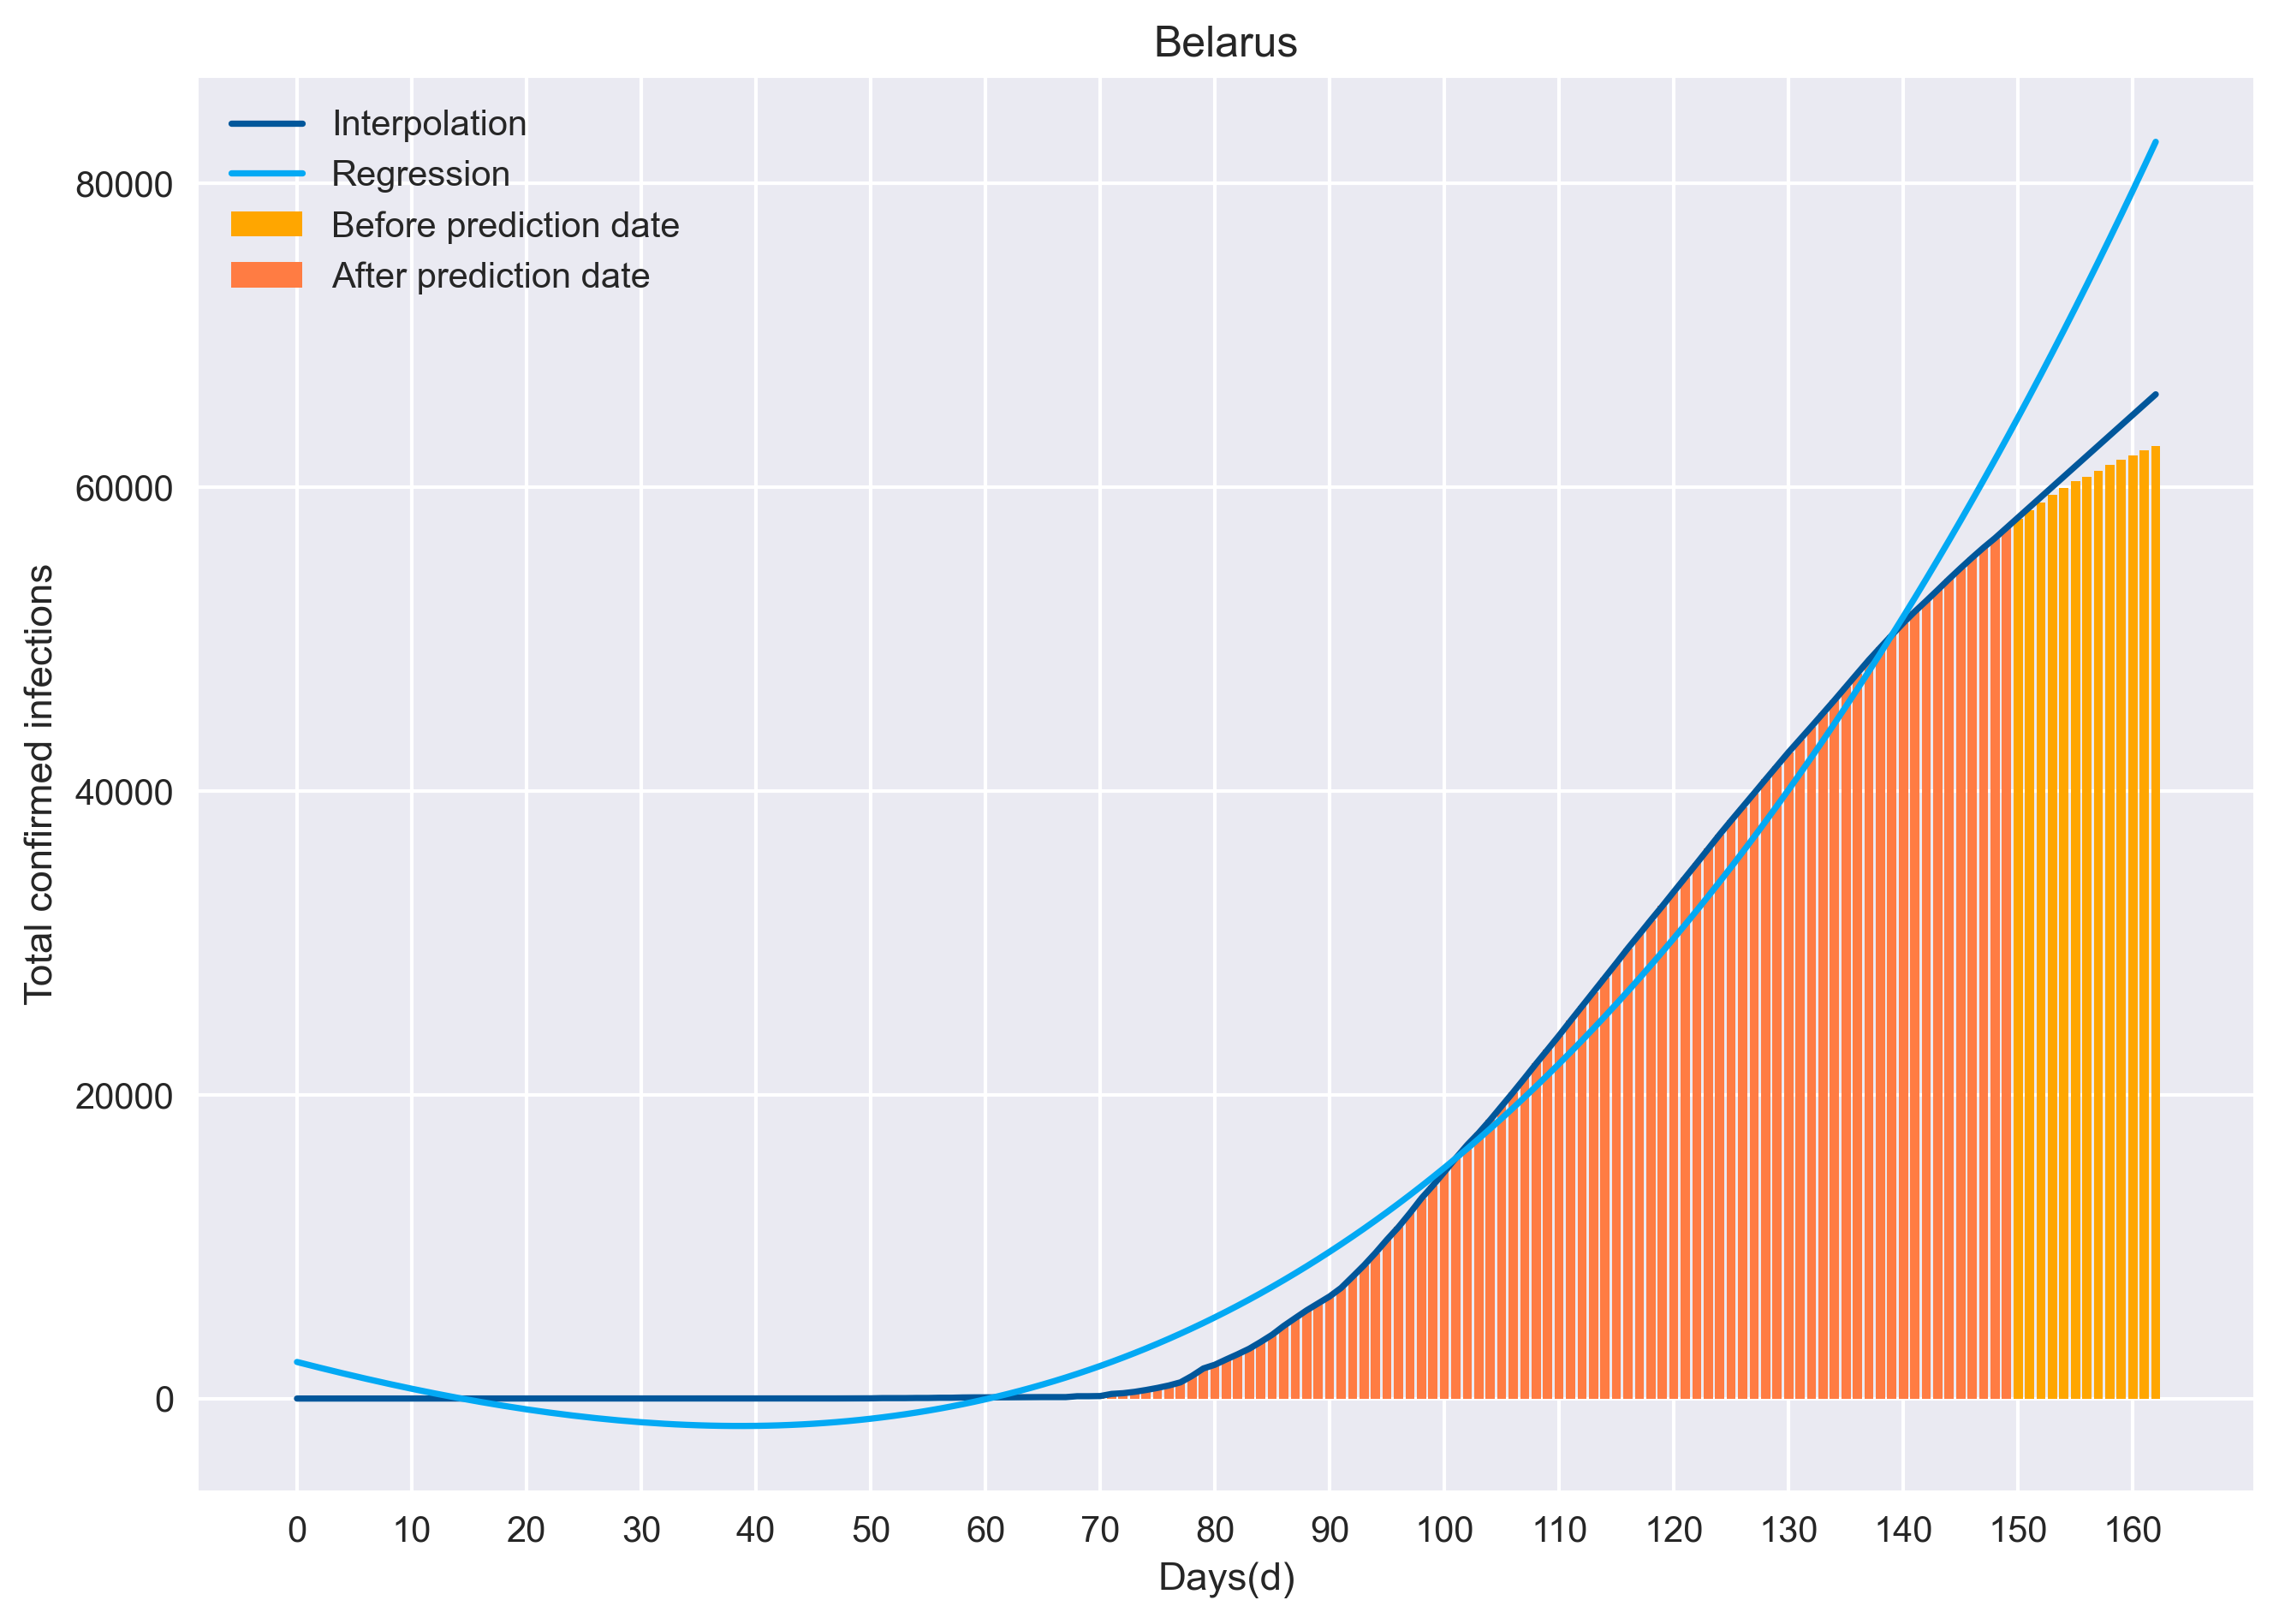 Belarus
Interpolation
Regression
Before prediction date
After prediction date
80000
60000
40000
20000
0
Total confirmed infections
0 10 20 30 40 50 60 70 80 90 100 110 120 130 140 150 160
Days(d)